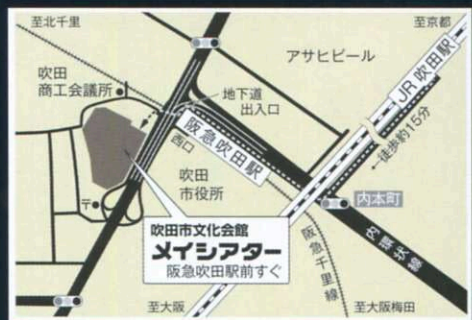 至北千里
至京都
アサヒビール
JR吹田駅
吹田
商工会議所
地下道
出入口
阪急吹田駅
←徒歩約15分
西口
吹田
市役所
〒
内本町
吹田市文化会館
メイシアター
阪急吹田駅前すぐ
阪急千里線
内環状線
至大阪
至大阪梅田